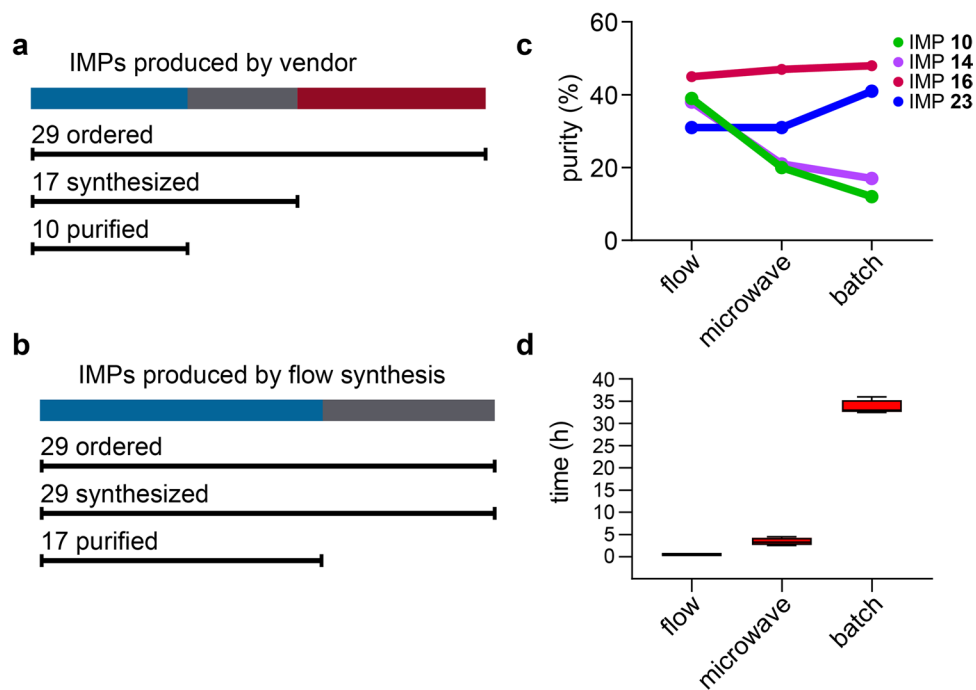 a
IMPs produced by vendor
29 ordered
17 synthesized
10 purified
b
IMPs produced by flow synthesis
29 ordered
29 synthesized
17 purified
c
purity (%)
60
40
20
0
flow
microwave
batch
IMP 10
IMP 14
IMP 16
IMP 23
d
time (h)
40
35
30
25
20
15
10
5
0
flow
microwave
batch